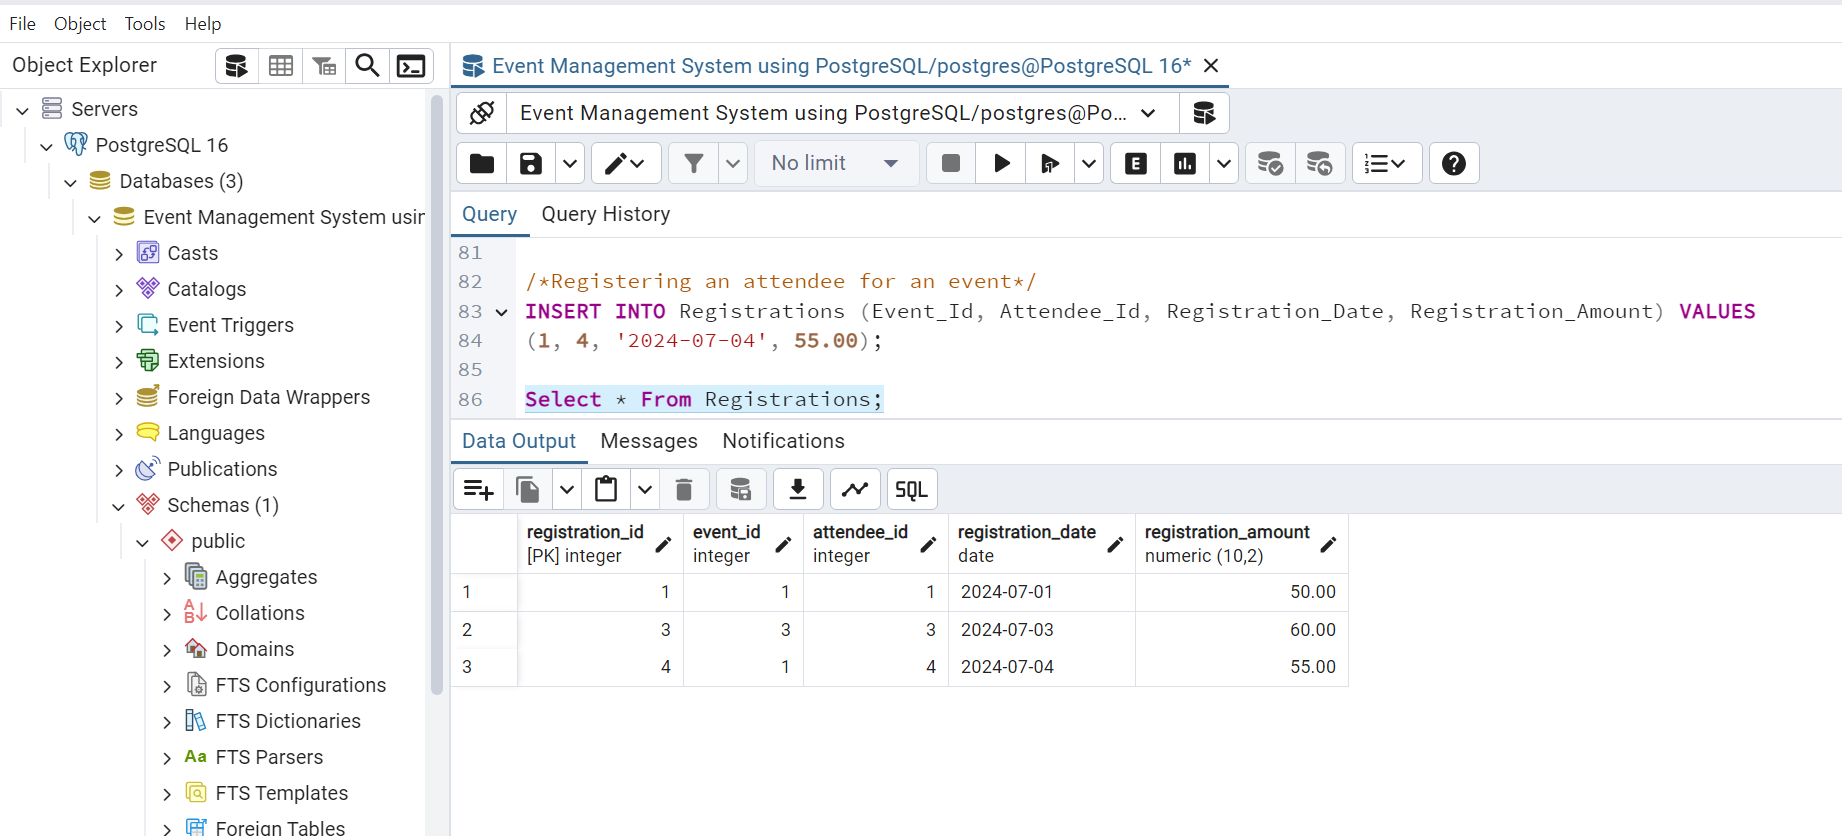 File Object Tools Help
Object Explorer
Servers
PostgreSQL 16
Databases (3)
Event Management System usin
Casts
Catalogs
Event Triggers
Extensions
Foreign Data Wrappers
Languages
Publications
Schemas (1)
public
Aggregates
Collations
Domains
FTS Configurations
FTS Dictionaries
Aa FTS Parsers
FTS Templates
Foreign Tables
Event Management System using PostgreSQL/postgres@PostgreSQL 16*
Event Management System using PostgreSQL/postgres@Po...
No limit
Query Query History
81
82 /*Registering an attendee for an event*/
83 INSERT INTO Registrations (Event_Id, Attendee_Id, Registration_Date, Registration_Amount) VALUES
84 (1, 4, '2024-07-04', 55.00);
85
86 Select * From Registrations;
Data Output Messages Notifications
SQL
registration_id event_id attendee_id registration_date registration_amount
[PK] integer integer integer date numeric (10,2)
1 1 1 1 2024-07-01 50.00
2 3 3 3 2024-07-03 60.00
3 4 1 4 2024-07-04 55.00